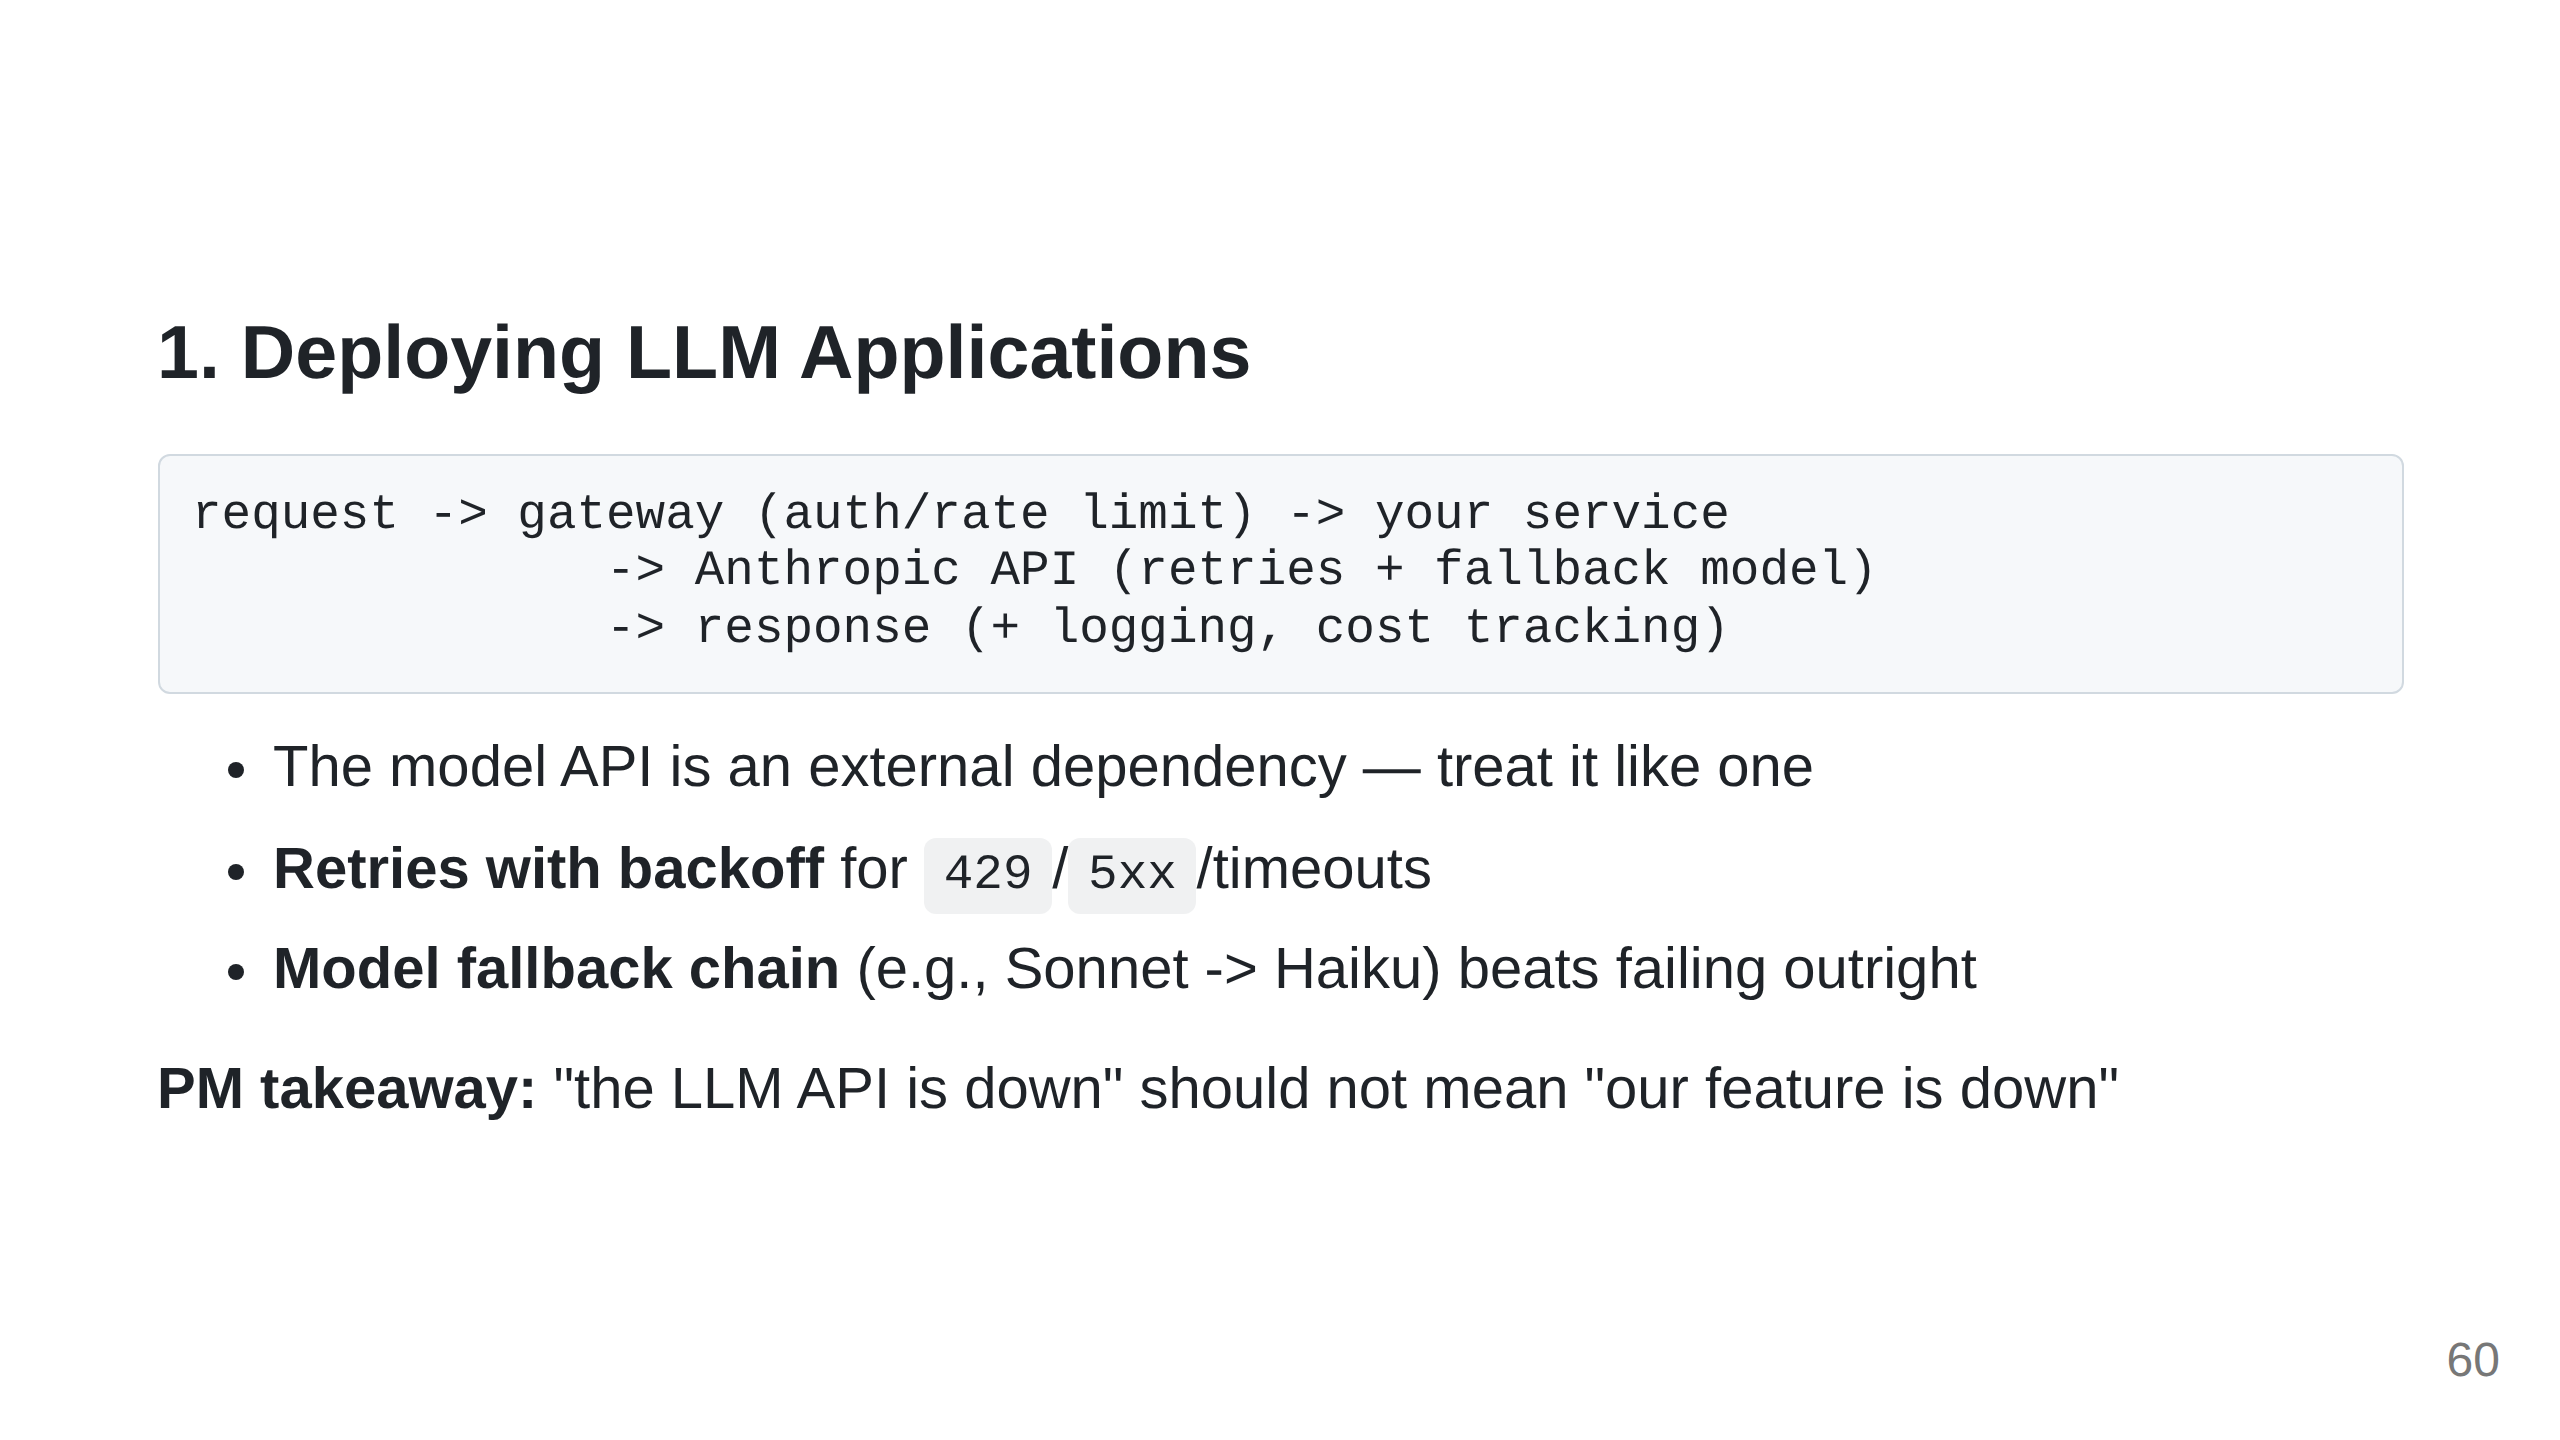 1. Deploying LLM Applications
request -> gateway (auth/rate limit) -> your service
-> Anthropic API (retries + fallback model)
-> response (+ logging, cost tracking)
• The model API is an external dependency — treat it like one
• Retries with backoff for 429/5xx/timeouts
• Model fallback chain (e.g., Sonnet -> Haiku) beats failing outright
PM takeaway: "the LLM API is down" should not mean "our feature is down"
60